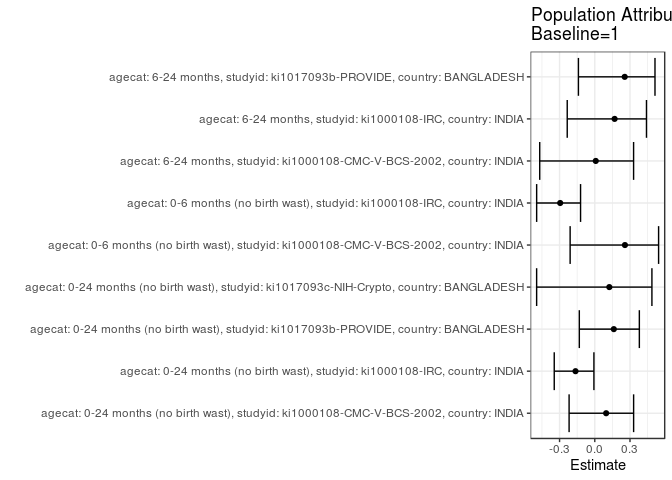 Population Attribu
Baseline=1
agecat: 6-24 months, studyid: ki1017093b-PROVIDE, country: BANGLADESH
agecat: 6-24 months, studyid: ki1000108-IRC, country: INDIA
agecat: 6-24 months, studyid: ki1000108-CMC-V-BCS-2002, country: INDIA
agecat: 0-6 months (no birth wast), studyid: ki1000108-IRC, country: INDIA
agecat: 0-6 months (no birth wast), studyid: ki1000108-CMC-V-BCS-2002, country: INDIA
agecat: 0-24 months (no birth wast), studyid: ki1017093c-NIH-Crypto, country: BANGLADESH
agecat: 0-24 months (no birth wast), studyid: ki1017093b-PROVIDE, country: BANGLADESH
agecat: 0-24 months (no birth wast), studyid: ki1000108-IRC, country: INDIA
agecat: 0-24 months (no birth wast), studyid: ki1000108-CMC-V-BCS-2002, country: INDIA
-0.3 0.0 0.3
Estimate